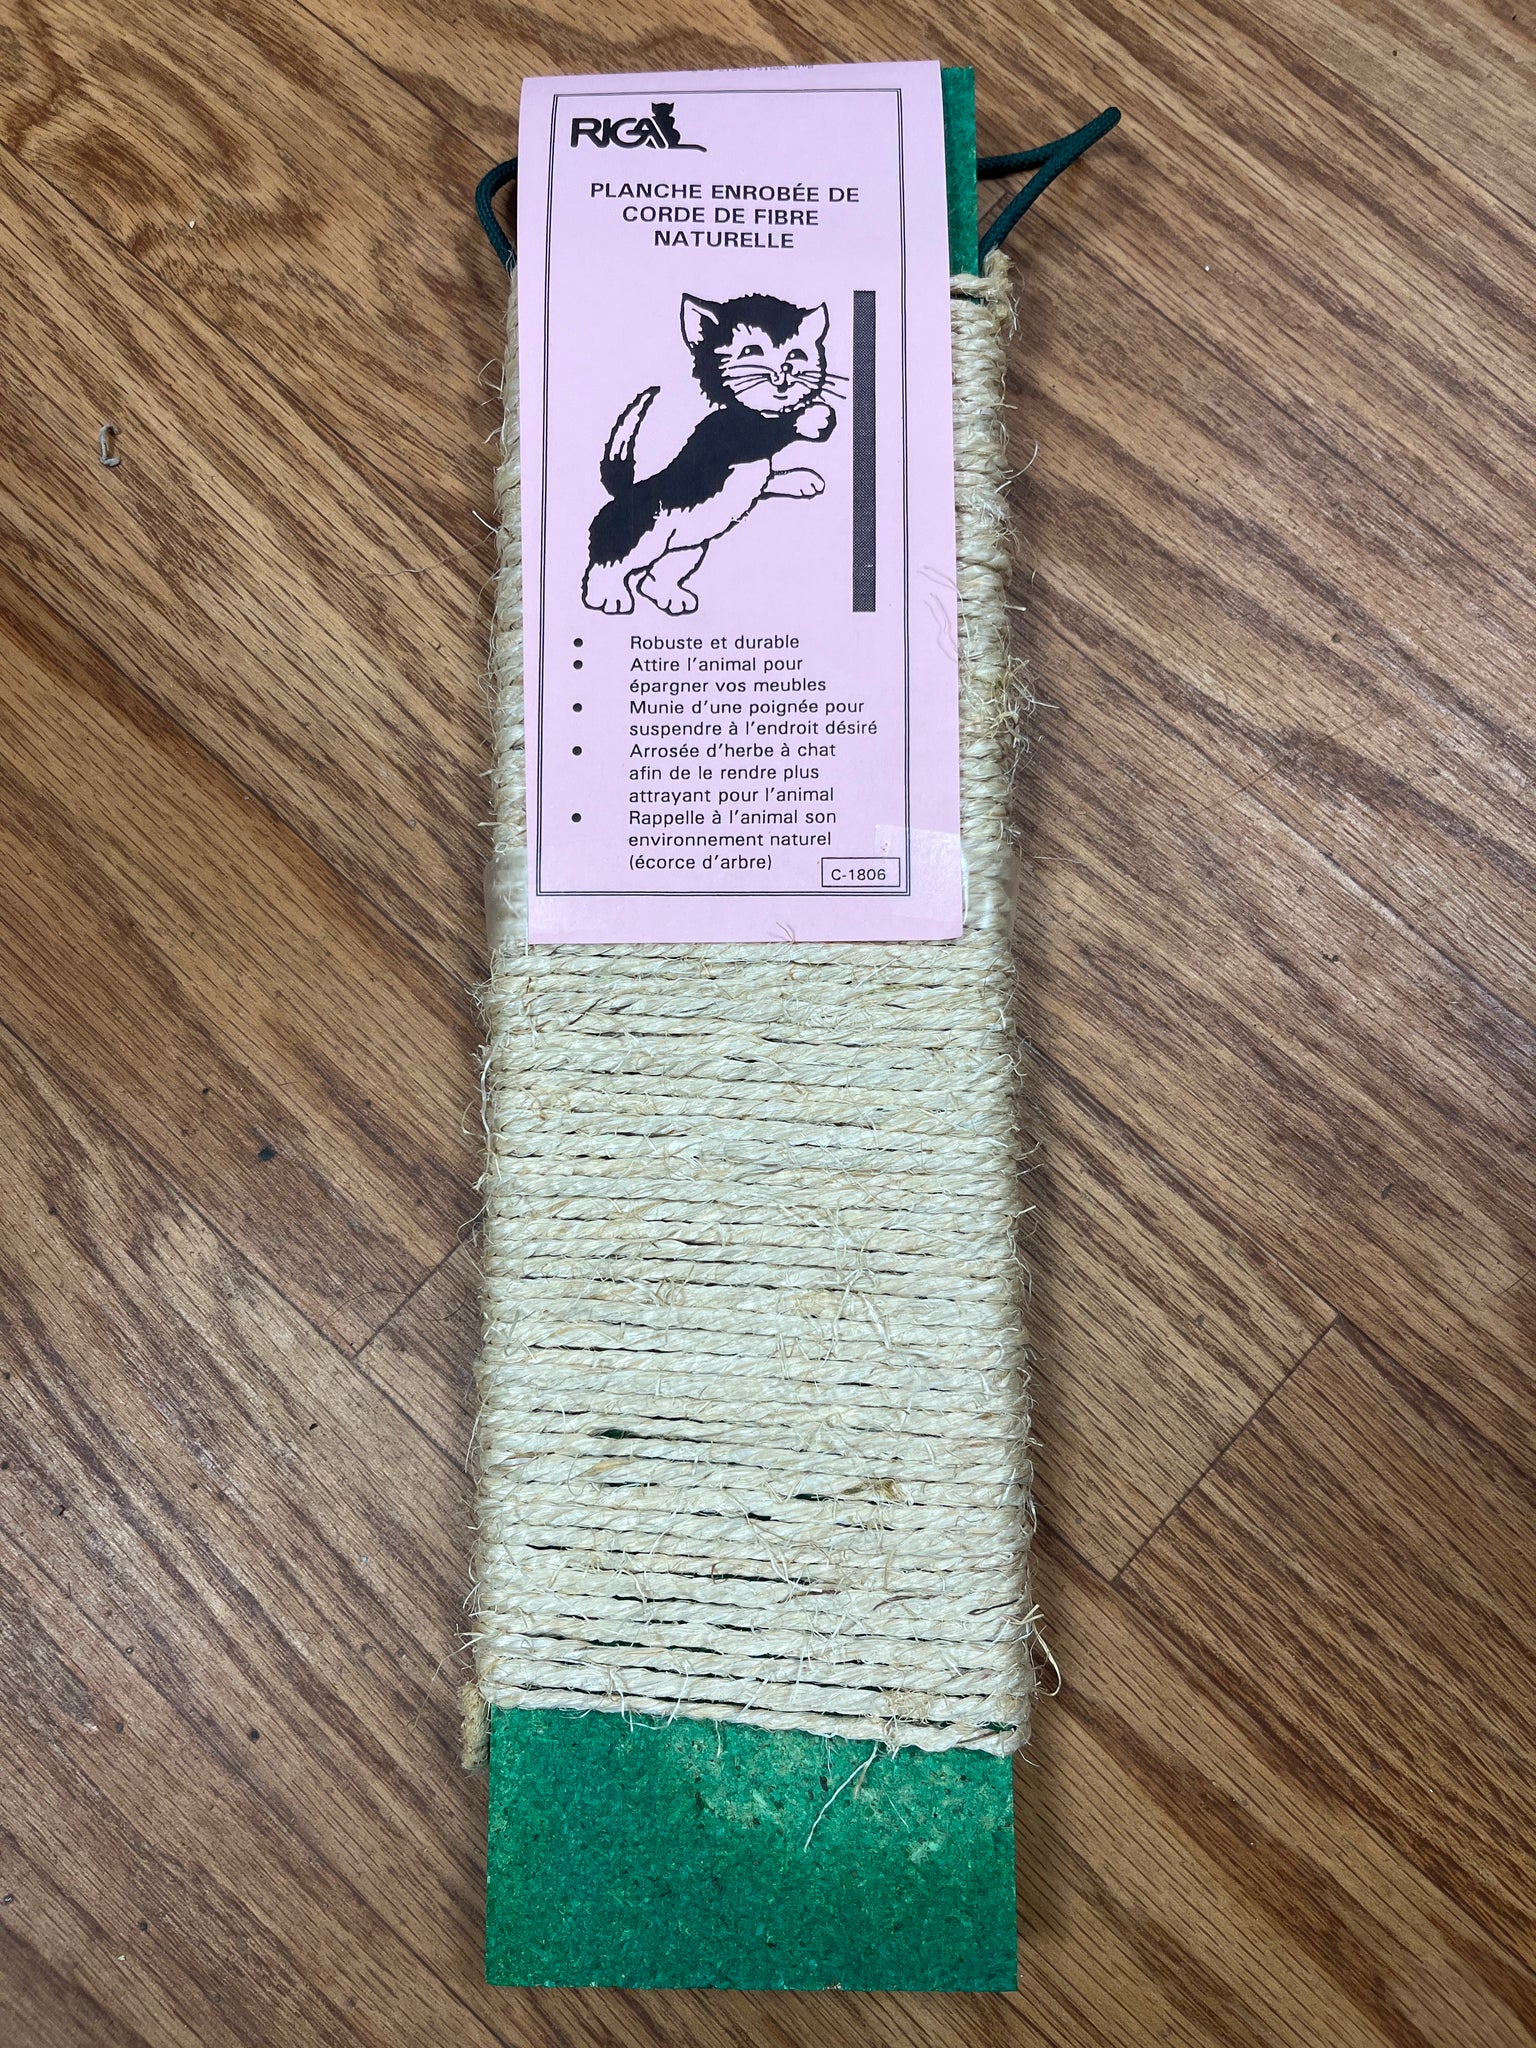 RIGA
PLANCHE ENROBÉE DE
CORDE DE FIBRE
NATURELLE
• Robuste et durable
• Attire l'animal pour
épargner vos meubles
• Munie d'une poignée pour
suspendre à l'endroit désiré
• Arrosée d'herbe à chat
afin de le rendre plus
attrayant pour l'animal
• Rappelle à l'animal son
environnement naturel
(écorce d'arbre)
C-1806